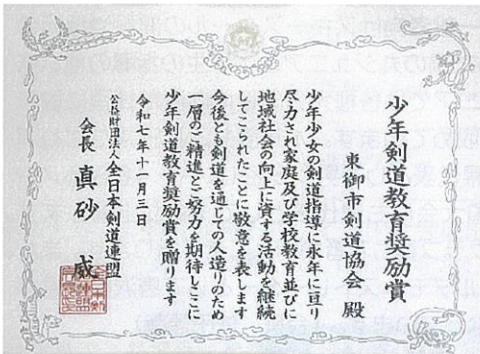 少年剣道教育奨励賞
東御市剣道協会 殿
少年少女の剣道指導に永年に亘り
尽力され家庭及び学校教育並びに
地域社会の向上に資する活動を継続
してこられたことに敬意を表します
今後とも剣道を通じての人造りのため
一層のご精進とご努力を期待しここに
少年剣道教育奨励賞を贈ります
令和七年十一月三日
公益財団法人全日本剣道連盟
会長 真砂 威